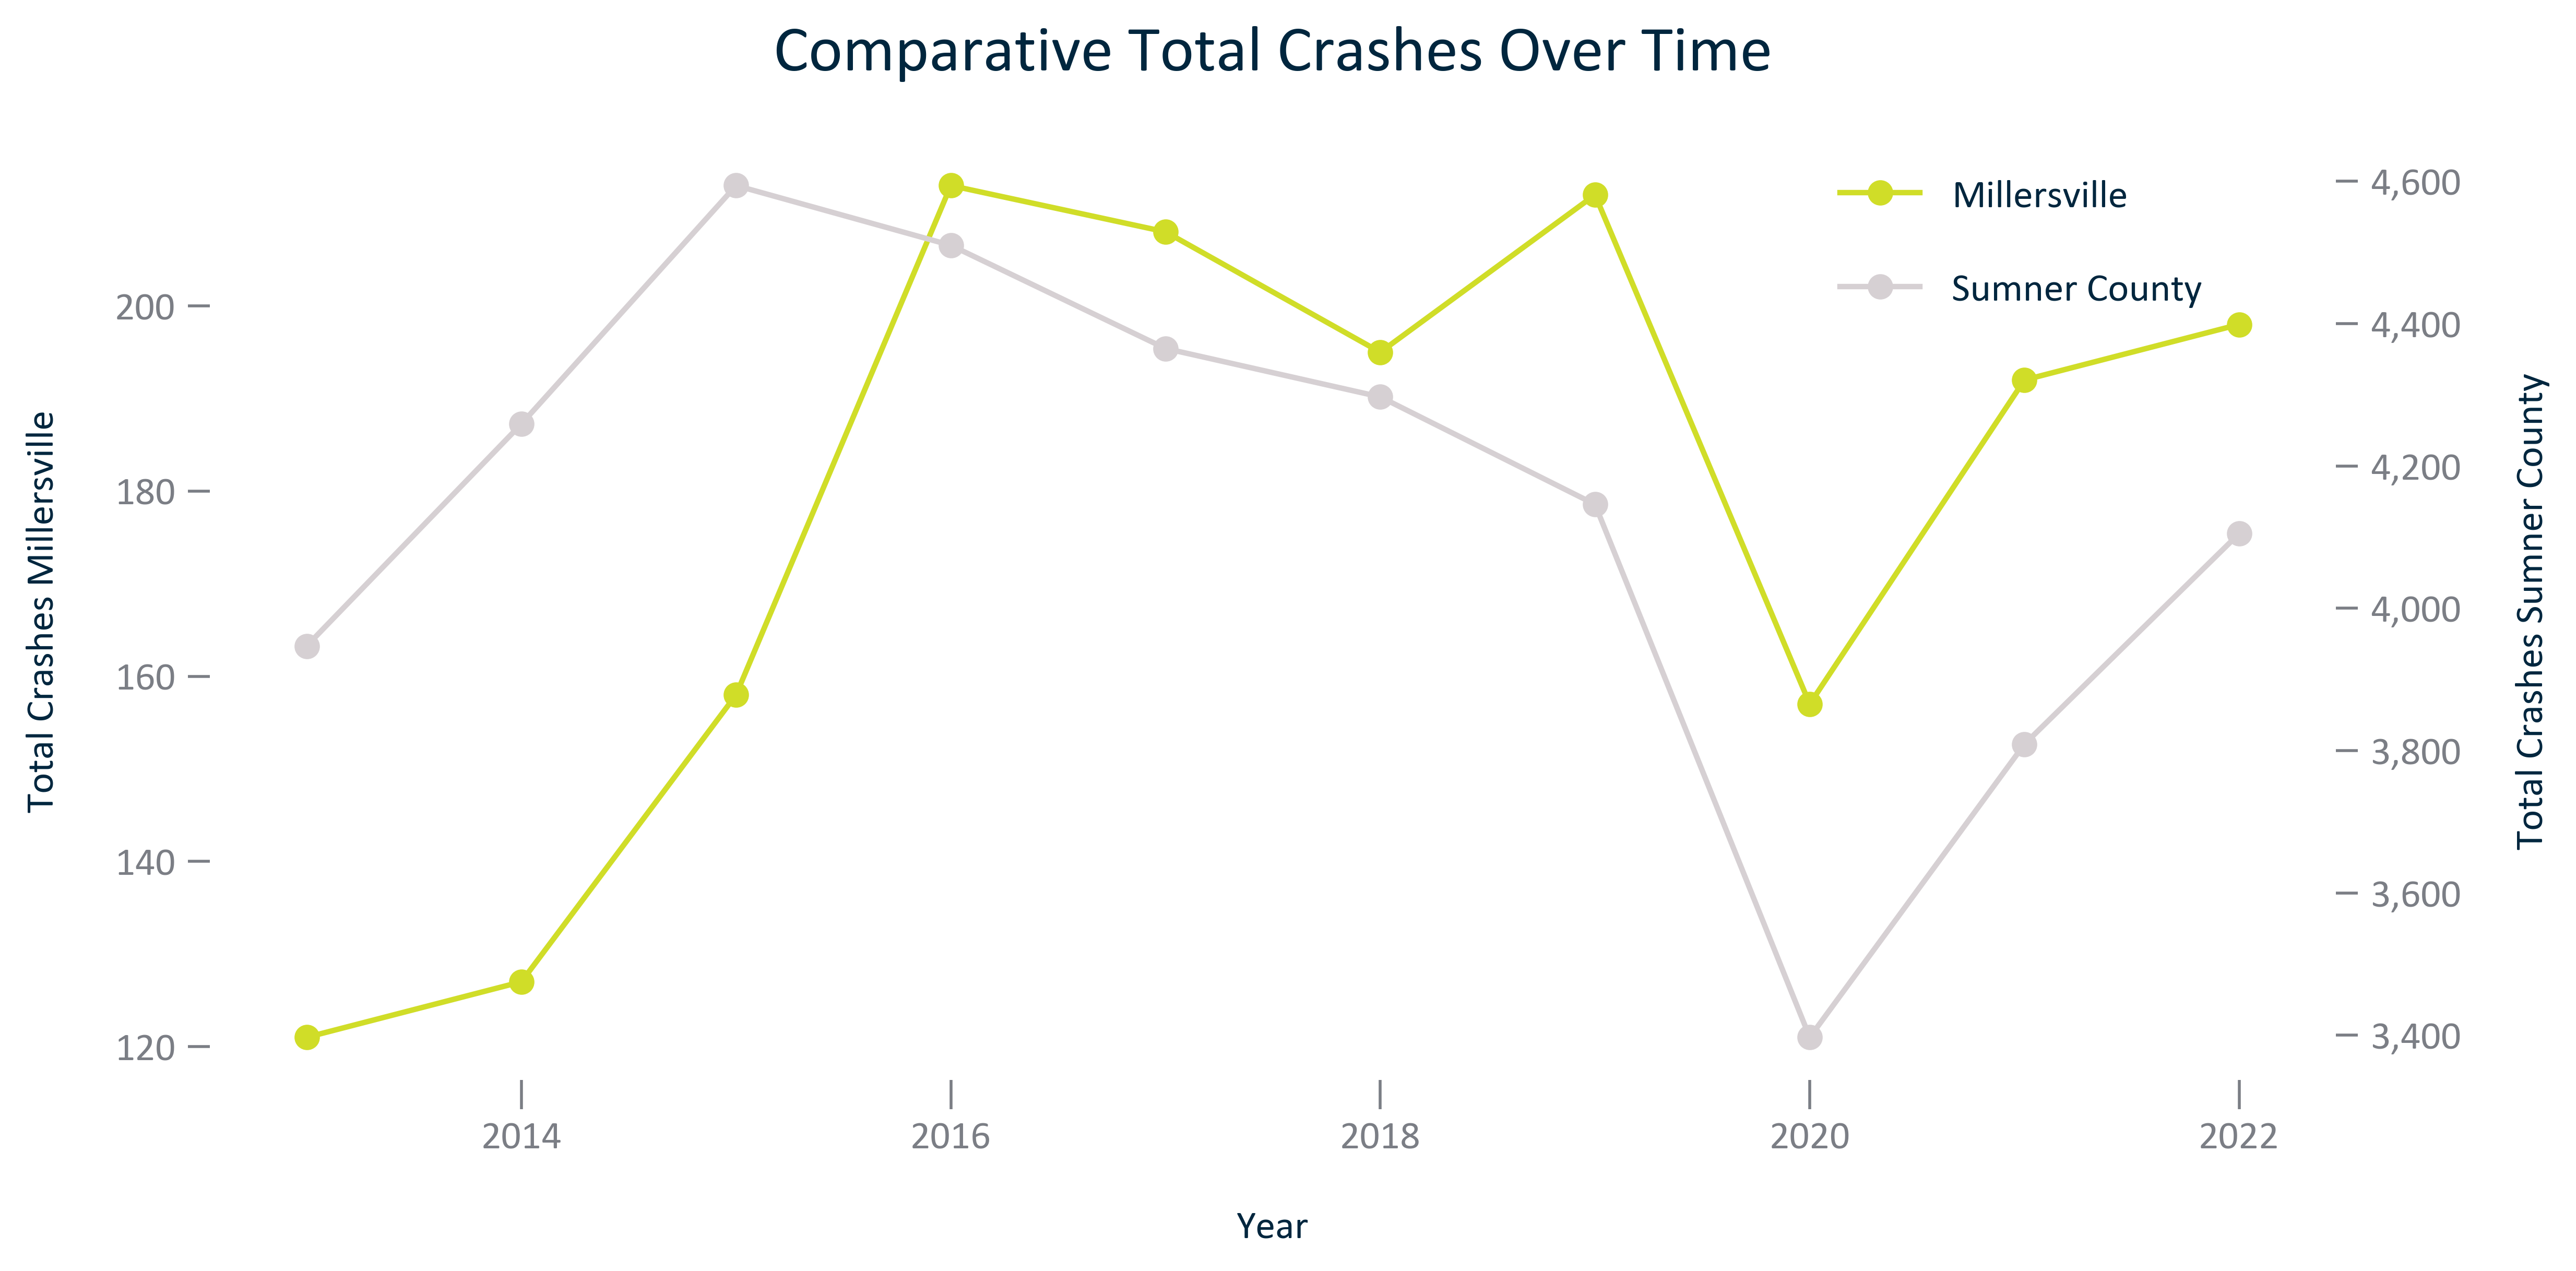 Comparative Total Crashes Over Time
Millersville
Sumner County
Total Crashes Millersville
200
180
160
140
120
4,600
4,400
4,200
4,000
3,800
3,600
3,400
Total Crashes Sumner County
2014
2016
2018
2020
2022
Year